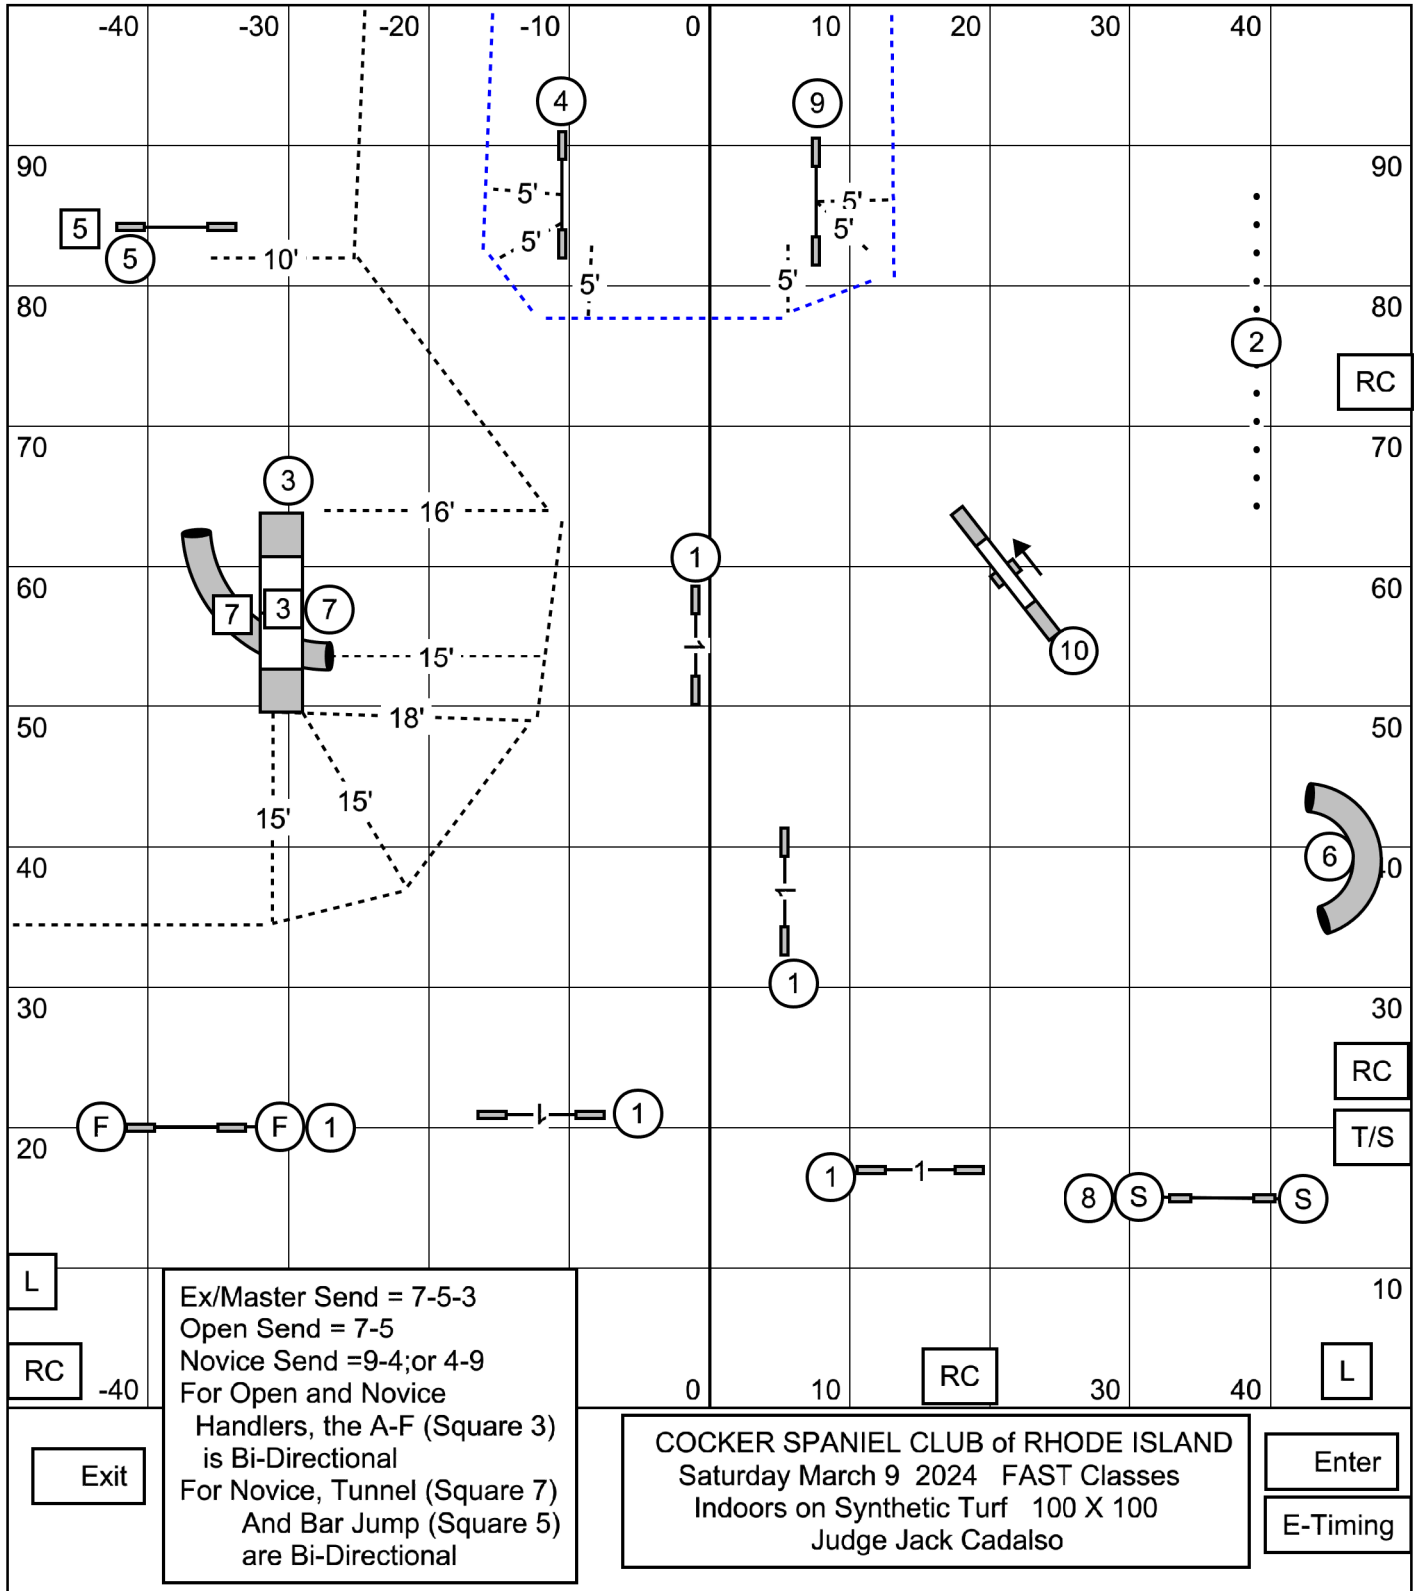 -40 -30 -20 -10 0 10 20 30 40
4 9
90 90
5' 5'
5 5' 5'
5 10' 5' 5'
80 80
2
RC
70 70
3
16'
1
60 60
7 3 7
1
15' 10
18'
50 50
15'
15'
6
40 40
1
1
30 30
RC
F F 1 1 1
20 T/S
1 1
8 S S
L
10
RC
-40 0 10 RC 30 40 L
Ex/Master Send = 7-5-3
Open Send = 7-5
Novice Send =9-4;or 4-9
For Open and Novice
Handlers, the A-F (Square 3)
is Bi-Directional
For Novice, Tunnel (Square 7)
And Bar Jump (Square 5)
are Bi-Directional
Exit
COCKER SPANIEL CLUB of RHODE ISLAND
Saturday March 9 2024 FAST Classes
Indoors on Synthetic Turf 100 X 100
Judge Jack Cadalso
Enter
E-Timing